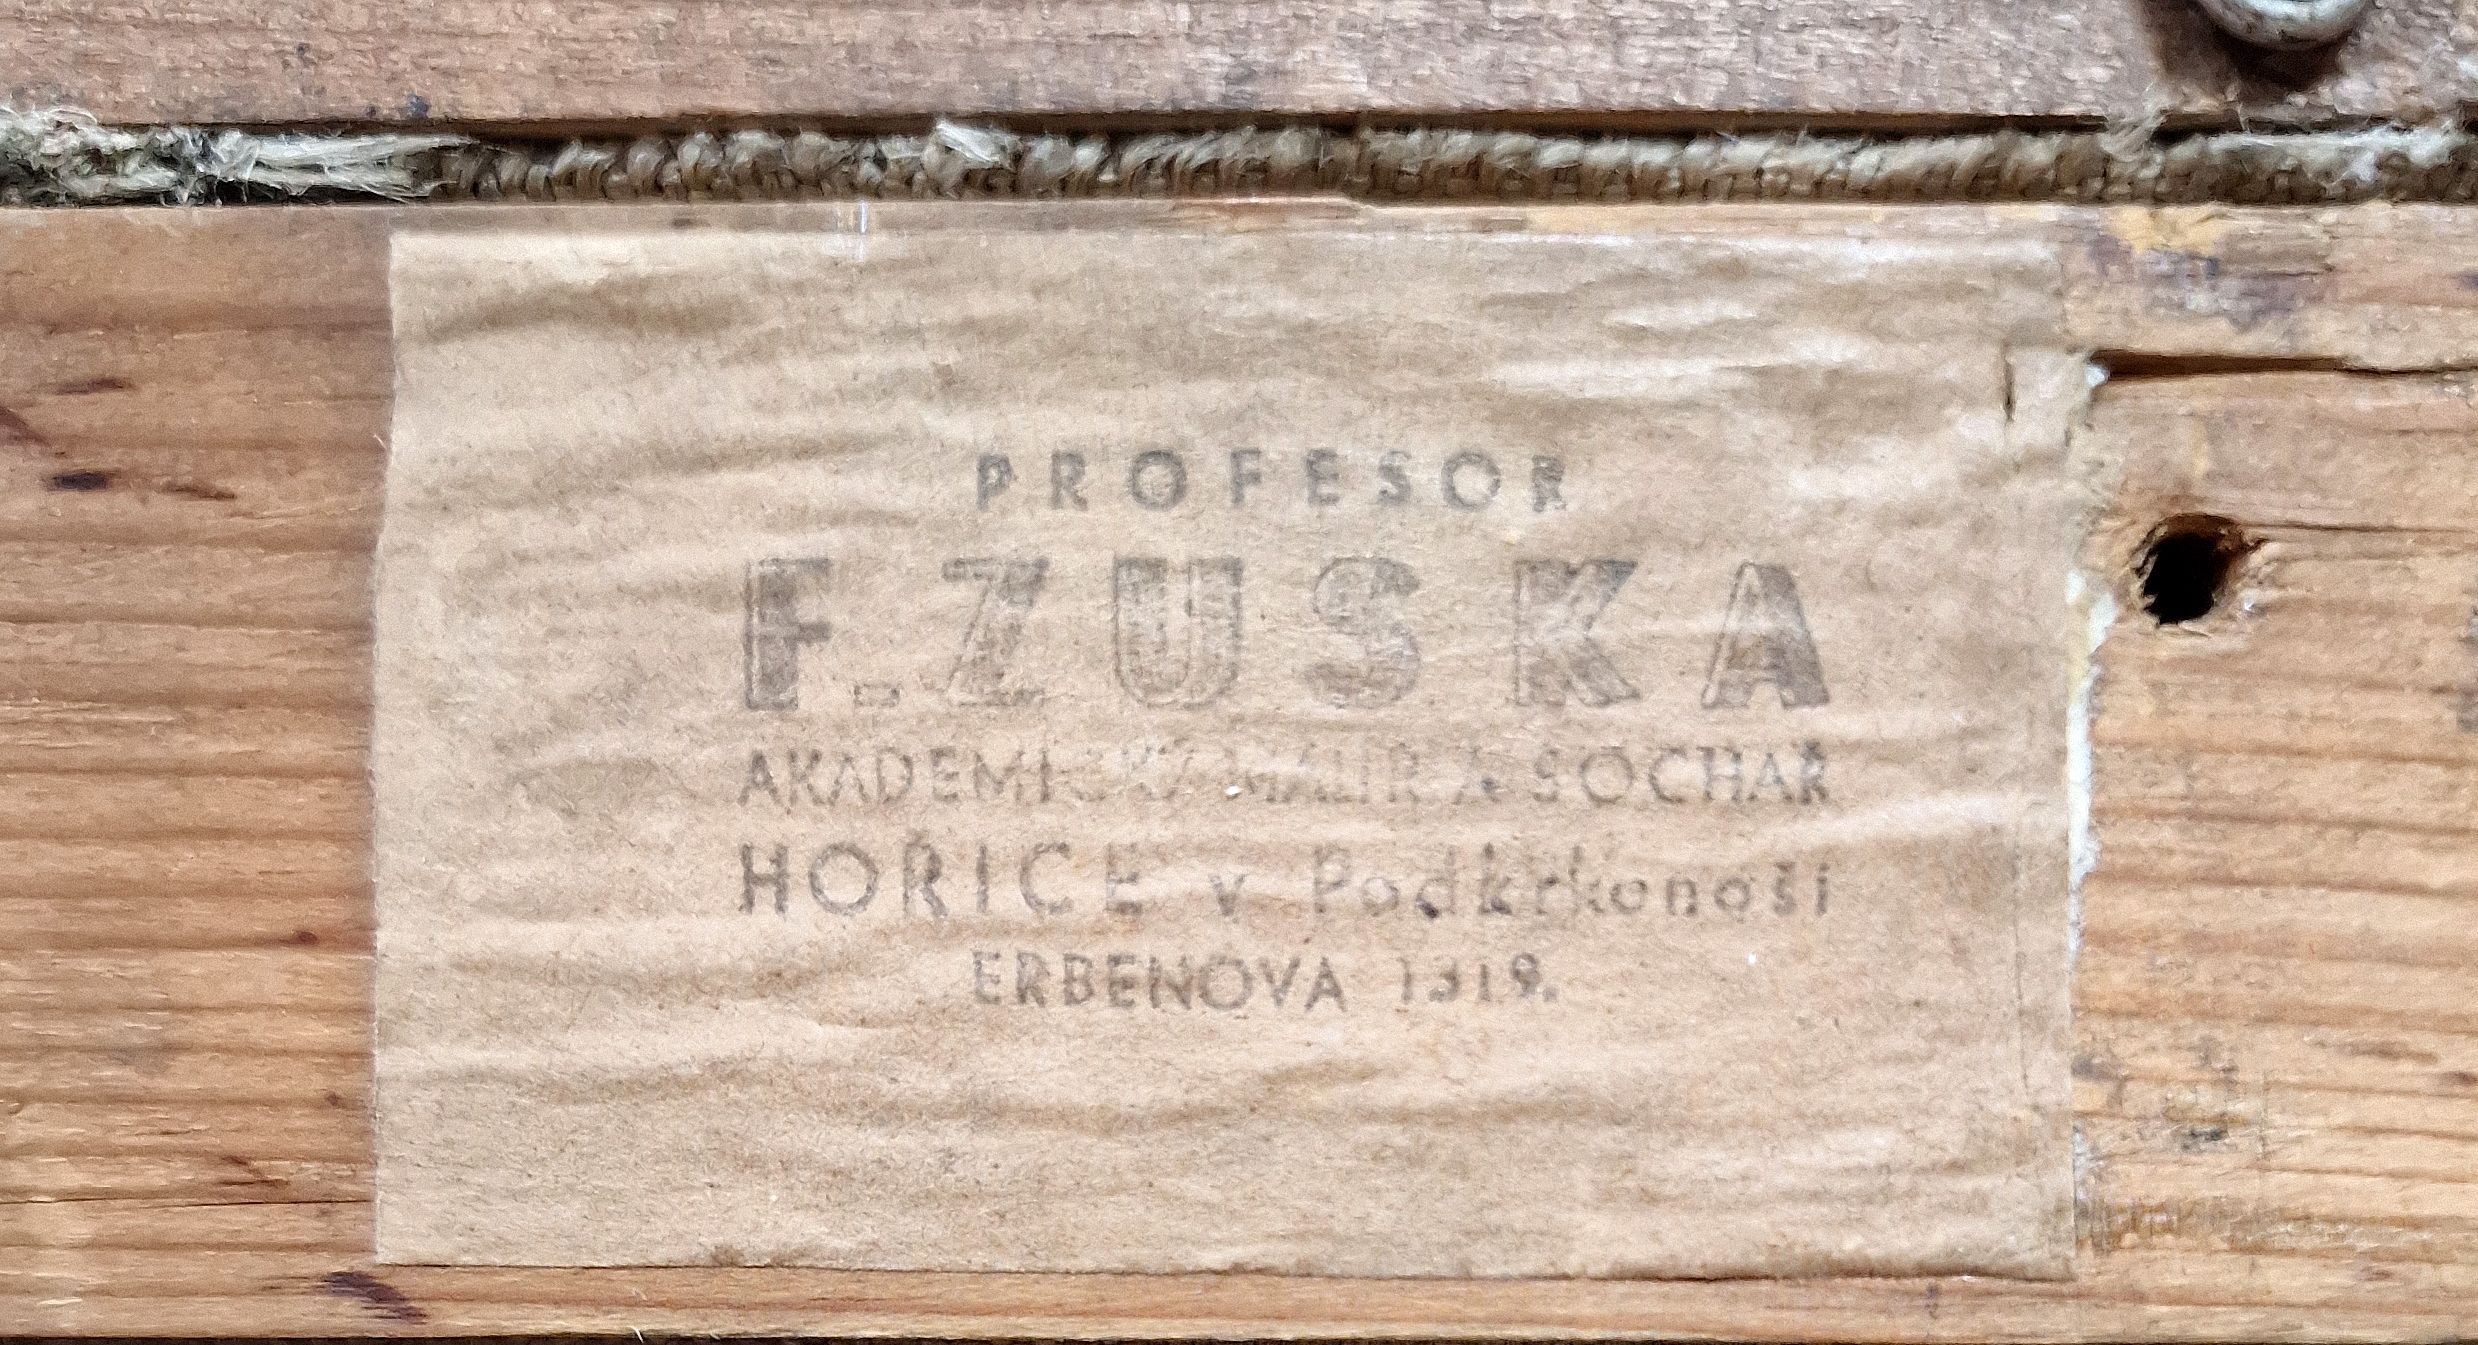 PROFESOR
F. ZUSKA
AKADEMICKÝ MALÍŘ A SOCHAŘ
HOŘICE v Podkrkonoší
ERBENOVA 1319.